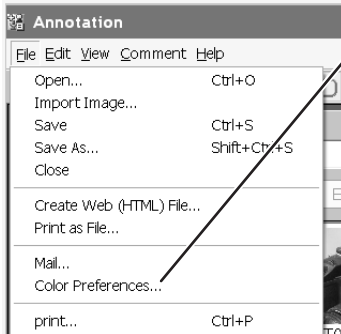 Annotation
File Edit View Comment Help
Open... Ctrl+O
Import Image...
Save Ctrl+S
Save As... Shift+Ctrl+S
Close
Create Web (HTML) File...
Print as File...
Mail...
Color Preferences...
print... Ctrl+P